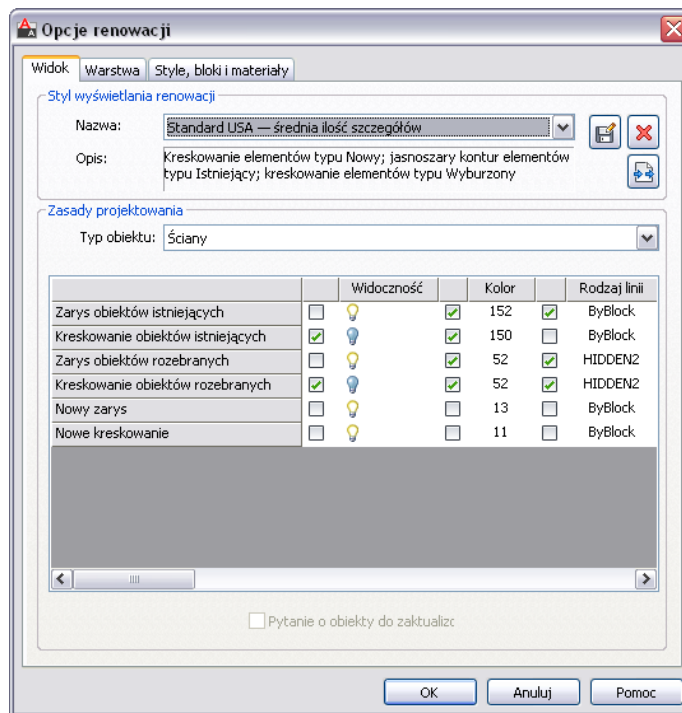 Opcje renowacji
Widok Warstwa Style, bloki i materiały
Styl wyświetlania renowacji
Nazwa: Standard USA — średnia ilość szczegółów
Opis: Kreskowanie elementów typu Nowy; jasnoszary kontur elementów
typu Istniejący; kreskowanie elementów typu Wyburzony
Zasady projektowania
Typ obiektu: Ściany
Widoczność Kolor Rodzaj linii
Zarys obiektów istniejących 152 ByBlock
Kreskowanie obiektów istniejących 150 ByBlock
Zarys obiektów rozebranych 52 HIDDEN2
Kreskowanie obiektów rozebranych 52 HIDDEN2
Nowy zarys 13 ByBlock
Nowe kreskowanie 11 ByBlock
Pytanie o obiekty do zaktualizc
OK Anuluj Pomoc